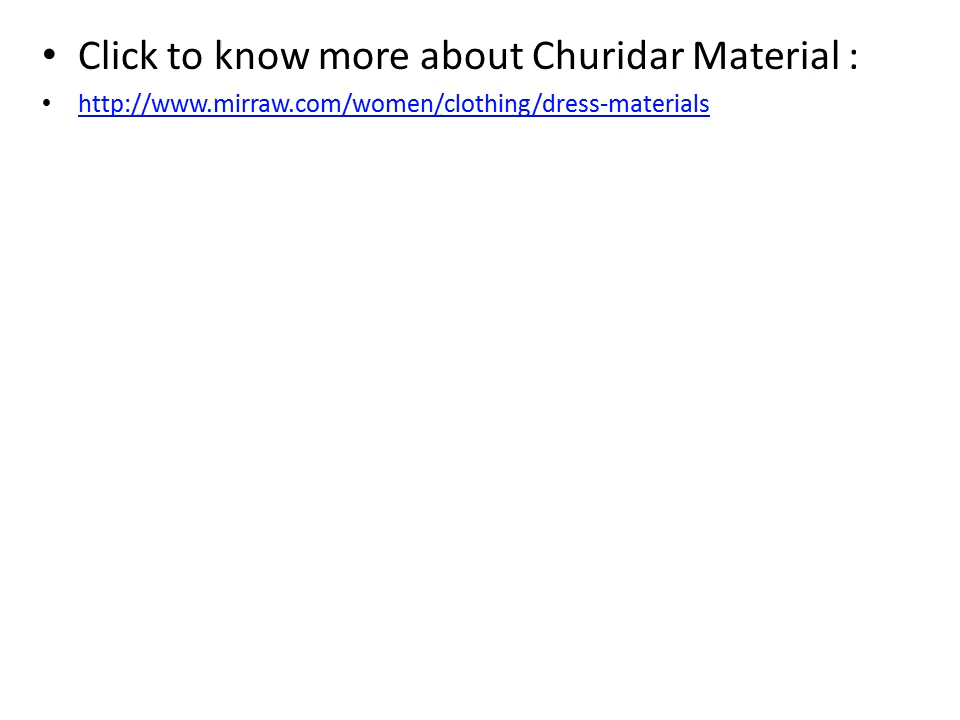 • Click to know more about Churidar Material :
• http://www.mirraw.com/women/clothing/dress-materials